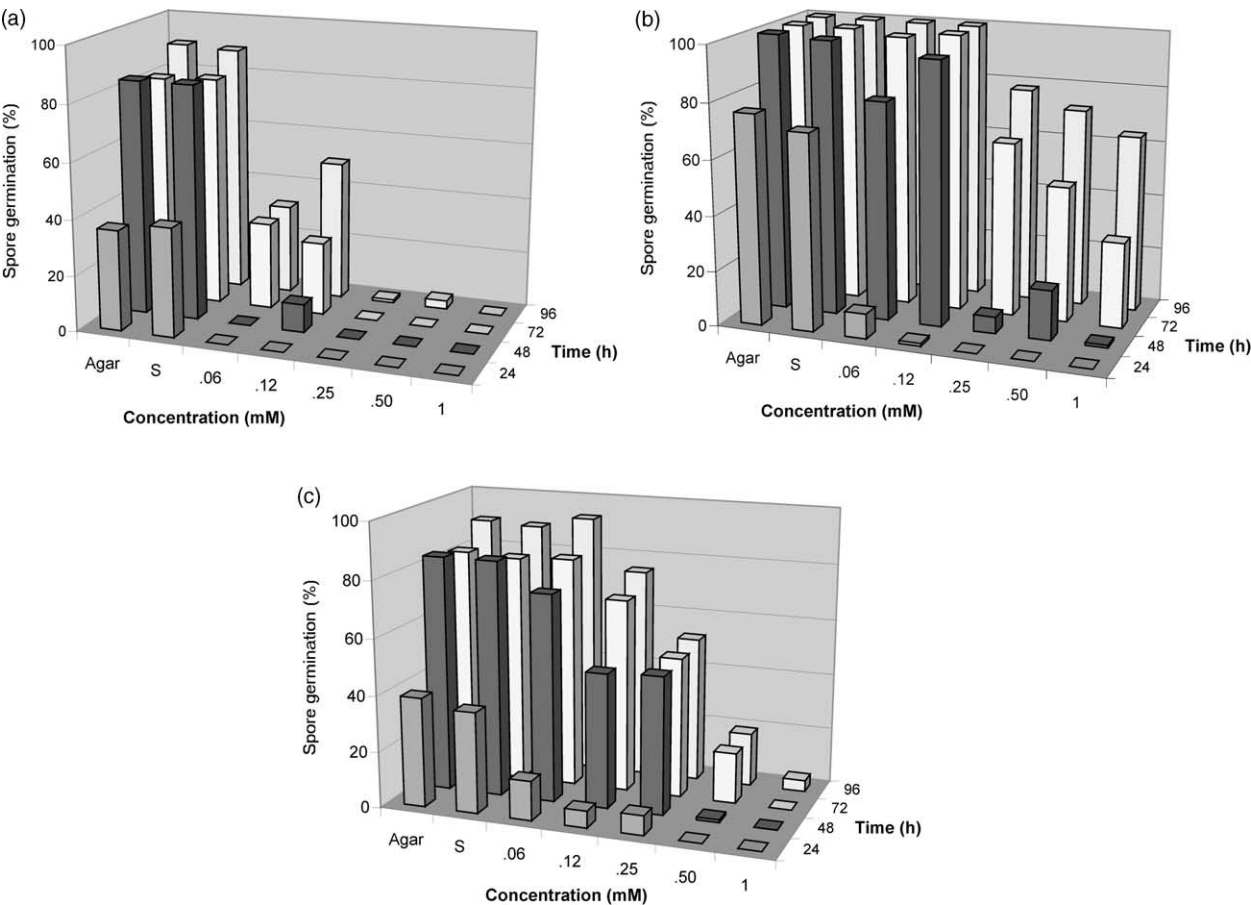 (a)
100
80
60
40
20
0
Spore germination (%)
Agar
S
.06
.12
.25
.50
1
Concentration (mM)
96
72
48
24
Time (h)
(b)
100
80
60
40
20
0
Spore germination (%)
Agar
S
.06
.12
.25
.50
1
Concentration (mM)
96
72
48
24
Time (h)
(c)
100
80
60
40
20
0
Spore germination (%)
Agar
S
.06
.12
.25
.50
1
Concentration (mM)
96
72
48
24
Time (h)